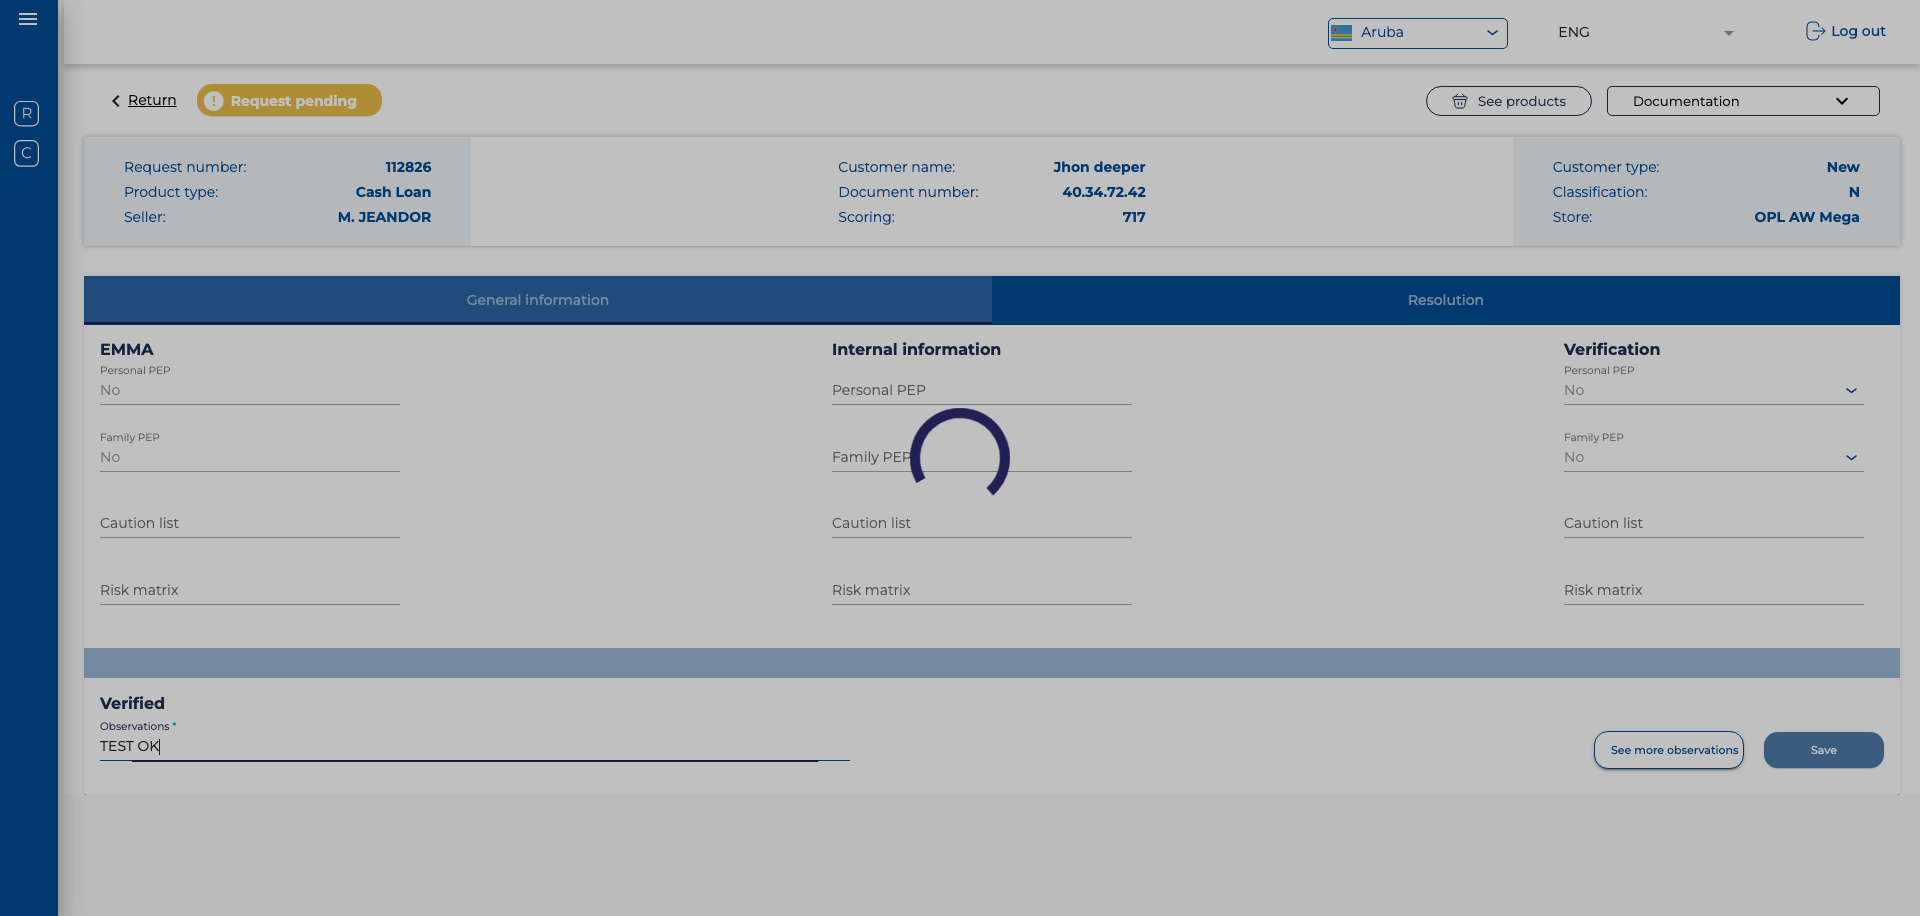 Aruba
ENG
Log out
R
C
Return
! Request pending
See products
Documentation
Request number: 112826
Product type: Cash Loan
Seller: M. JEANDOR
Customer name: Jhon deeper
Document number: 40.34.72.42
Scoring: 717
Customer type: New
Classification: N
Store: OPL AW Mega
General information
Resolution
EMMA
Personal PEP
No
Family PEP
No
Caution list
Risk matrix
Internal information
Personal PEP
Family PEP
Caution list
Risk matrix
Verification
Personal PEP
No
Family PEP
No
Caution list
Risk matrix
Verified
Observations *
TEST OK
See more observations
Save